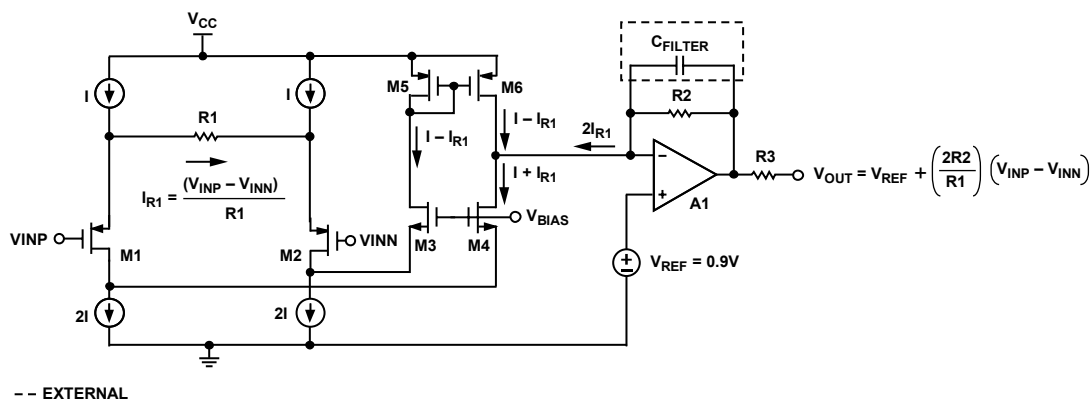 VCC
CFILTER
I
I
M5
M6
R1
R2
I – IR1
I – IR1
2IR1
R3
IR1 = (VINP – VINN) / R1
I + IR1
–
+
A1
VOUT = VREF + (2R2 / R1) (VINP – VINN)
VBIAS
VINP
M1
M2
VINN
M3
M4
VREF = 0.9V
2I
2I
-- EXTERNAL